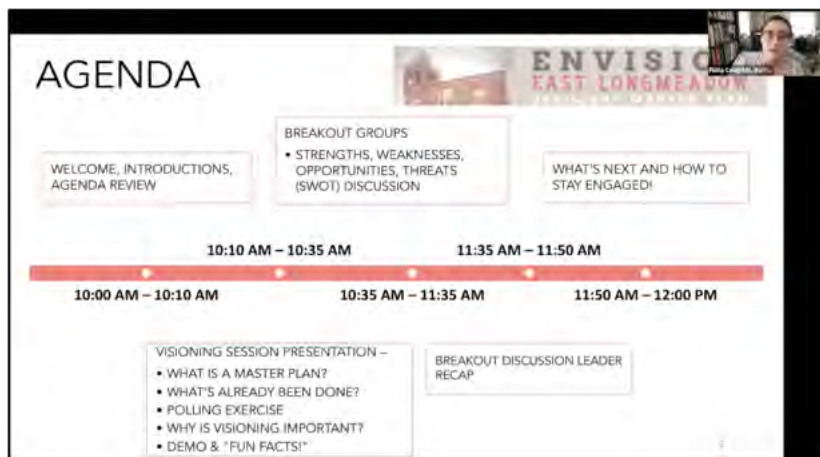 AGENDA
ENVISIO
EAST LONGMEADOW
BREAKOUT GROUPS
• STRENGTHS, WEAKNESSES,
OPPORTUNITIES, THREATS
(SWOT) DISCUSSION
WELCOME, INTRODUCTIONS,
AGENDA REVIEW
WHAT'S NEXT AND HOW TO
STAY ENGAGED!
10:10 AM – 10:35 AM
11:35 AM – 11:50 AM
10:00 AM – 10:10 AM
10:35 AM – 11:35 AM
11:50 AM – 12:00 PM
VISIONING SESSION PRESENTATION –
• WHAT IS A MASTER PLAN?
• WHAT'S ALREADY BEEN DONE?
• POLLING EXERCISE
• WHY IS VISIONING IMPORTANT?
• DEMO & "FUN FACTS!"
BREAKOUT DISCUSSION LEADER
RECAP